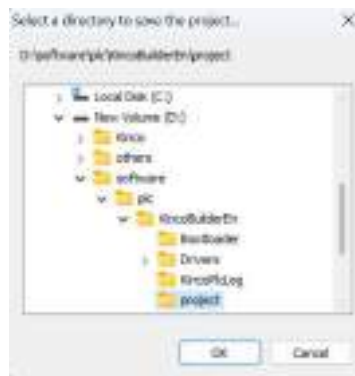 Select a directory to save the project...
D:\software\plc\KincoBuilderEn\project
Local Disk (C:)
New Volume (D:)
Kinco
others
software
plc
KincoBuilderEn
Bootloader
Drivers
KincoPlcLog
project
OK
Cancel